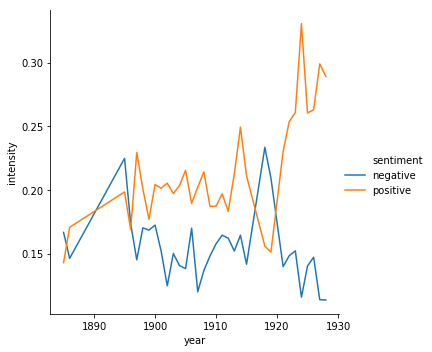 0.30
0.25
0.20
0.15
intensity
1890
1900
1910
1920
1930
year
sentiment
negative
positive